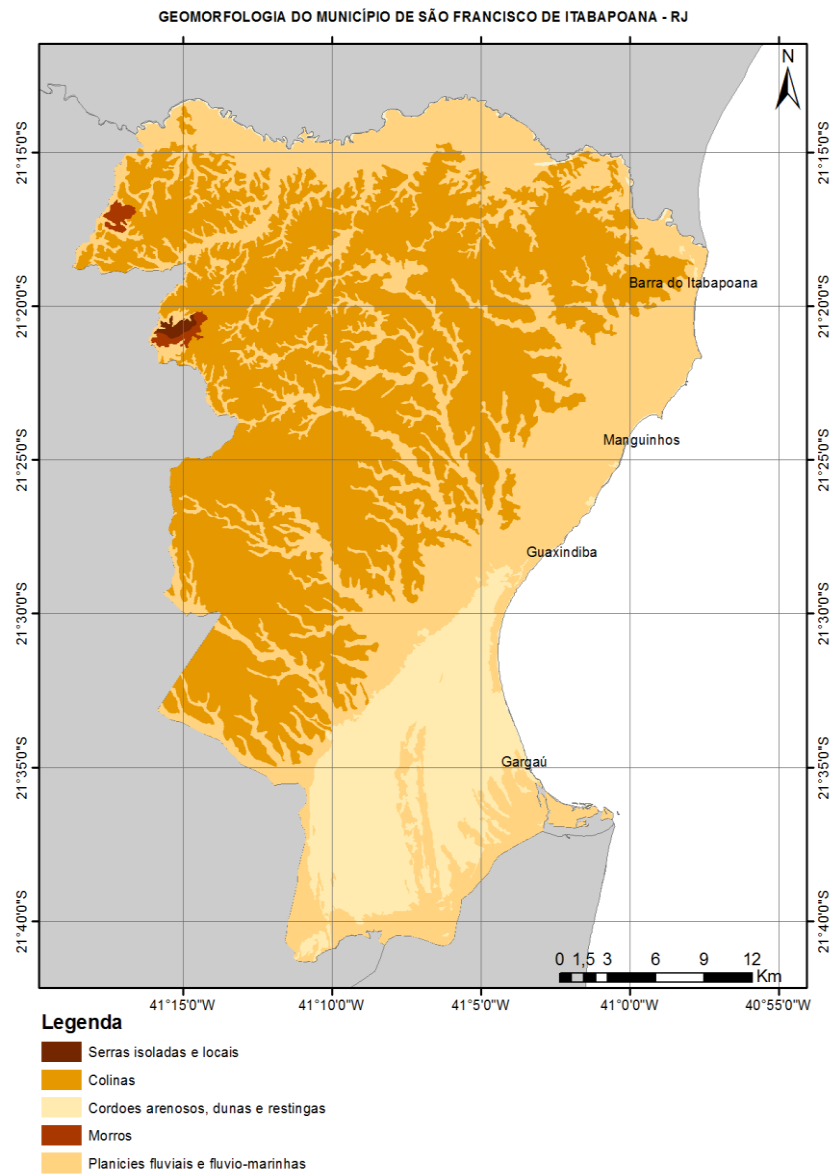 GEOMORFOLOGIA DO MUNICÍPIO DE SÃO FRANCISCO DE ITABAPOANA - RJ
N
21°15'0"S 21°15'0"S
Barra do Itabapoana
21°20'0"S 21°20'0"S
Manguinhos
21°25'0"S 21°25'0"S
Guaxindiba
21°30'0"S 21°30'0"S
Gargaú
21°35'0"S 21°35'0"S
21°40'0"S 21°40'0"S
0 1,5 3 6 9 12
Km
41°15'0"W 41°10'0"W 41°5'0"W 41°0'0"W 40°55'0"W
Legenda
Serras isoladas e locais
Colinas
Cordoes arenosos, dunas e restingas
Morros
Planicies fluviais e fluvio-marinhas